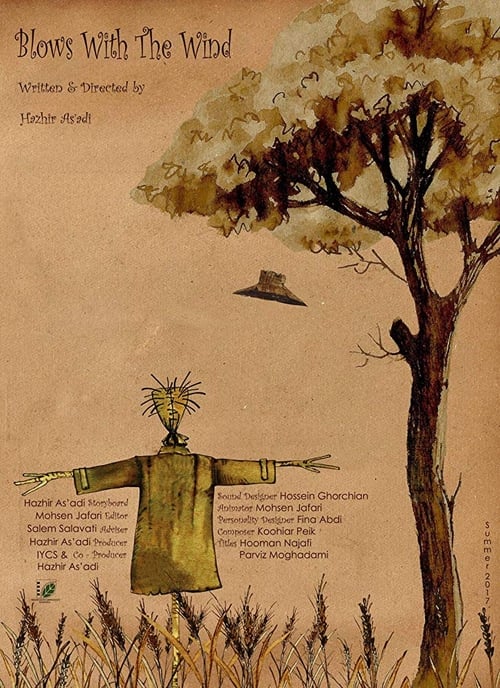 Blows With The Wind
Written & Directed by
Hazhir As'adi
Hazhir As'adi Storyboard
Mohsen Jafari Editor
Salem Salavati Adviser
Hazhir As'adi Producer
IYCS & Co - Producer
Hazhir As'adi
Sound Designer Hossein Ghorchian
Animator Mohsen Jafari
Personality Designer Fina Abdi
Composer Koohiar Peik
Titles Hooman Najafi
Parviz Moghadami
Summer 2017